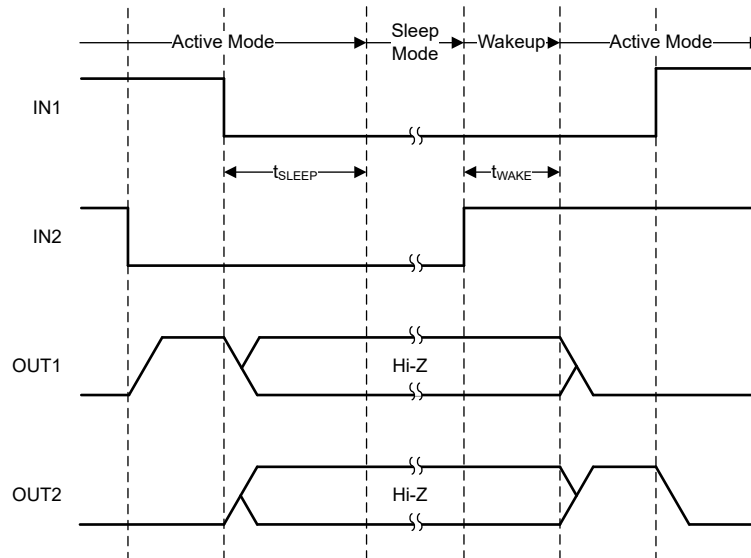 Active Mode
Sleep
Mode
Wakeup
Active Mode
IN1
tSLEEP
tWAKE
IN2
OUT1
Hi-Z
OUT2
Hi-Z